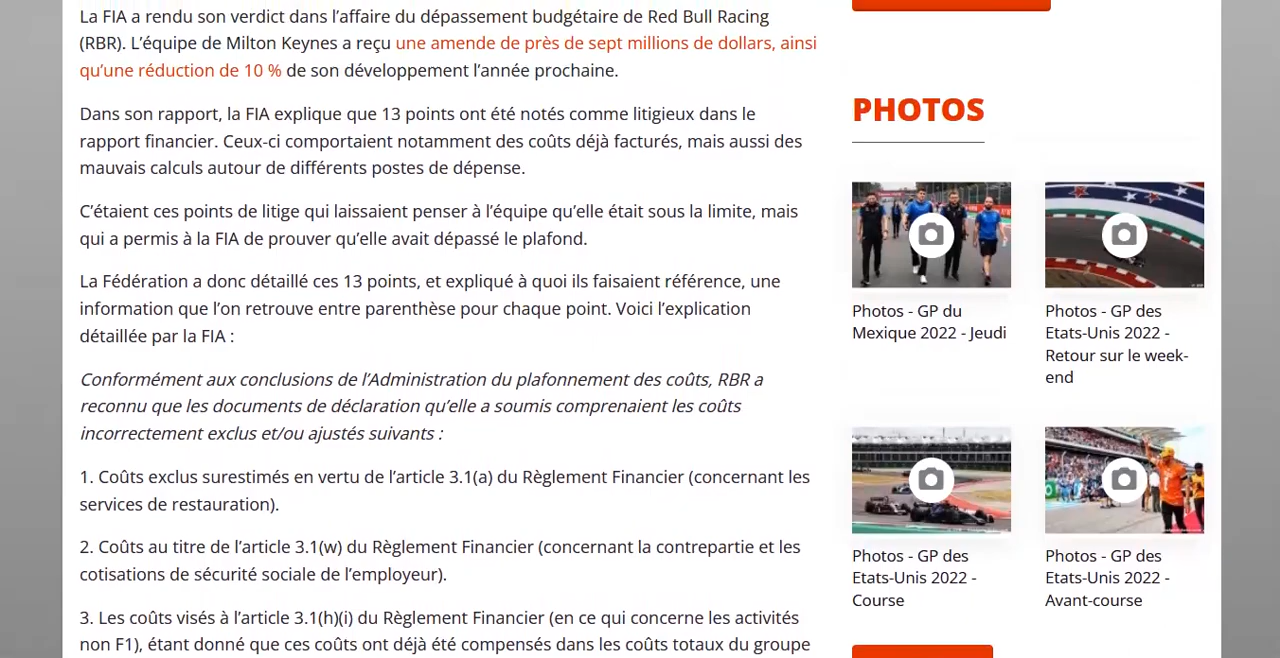 La FIA a rendu son verdict dans l’affaire du dépassement budgétaire de Red Bull Racing
(RBR). L’équipe de Milton Keynes a reçu une amende de près de sept millions de dollars, ainsi
qu’une réduction de 10 % de son développement l’année prochaine.
Dans son rapport, la FIA explique que 13 points ont été notés comme litigieux dans le
rapport financier. Ceux-ci comportaient notamment des coûts déjà facturés, mais aussi des
mauvais calculs autour de différents postes de dépense.
C’étaient ces points de litige qui laissaient penser à l’équipe qu’elle était sous la limite, mais
qui a permis à la FIA de prouver qu’elle avait dépassé le plafond.
La Fédération a donc détaillé ces 13 points, et expliqué à quoi ils faisaient référence, une
information que l’on retrouve entre parenthèse pour chaque point. Voici l’explication
détaillée par la FIA :
Conformément aux conclusions de l’Administration du plafonnement des coûts, RBR a
reconnu que les documents de déclaration qu’elle a soumis comprenaient les coûts
incorrectement exclus et/ou ajustés suivants :
1. Coûts exclus surestimés en vertu de l’article 3.1(a) du Règlement Financier (concernant les
services de restauration).
2. Coûts au titre de l’article 3.1(w) du Règlement Financier (concernant la contrepartie et les
cotisations de sécurité sociale de l’employeur).
3. Les coûts visés à l’article 3.1(h)(i) du Règlement Financier (en ce qui concerne les activités
non F1), étant donné que ces coûts ont déjà été compensés dans les coûts totaux du groupe
PHOTOS
Photos - GP du
Mexique 2022 - Jeudi
Photos - GP des
Etats-Unis 2022 -
Retour sur le week-
end
Photos - GP des
Etats-Unis 2022 -
Course
Photos - GP des
Etats-Unis 2022 -
Avant-course